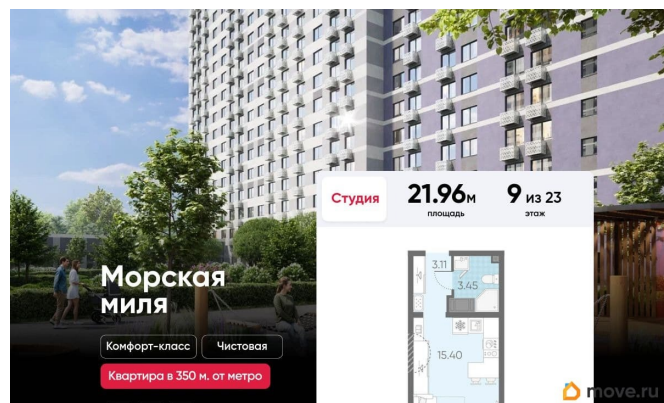 Студия
21.96м
площадь
9 из 23
этаж
3.11
3.45
15.40
Морская
миля
Комфорт-класс
Чистовая
Квартира в 350 м. от метро
move.ru